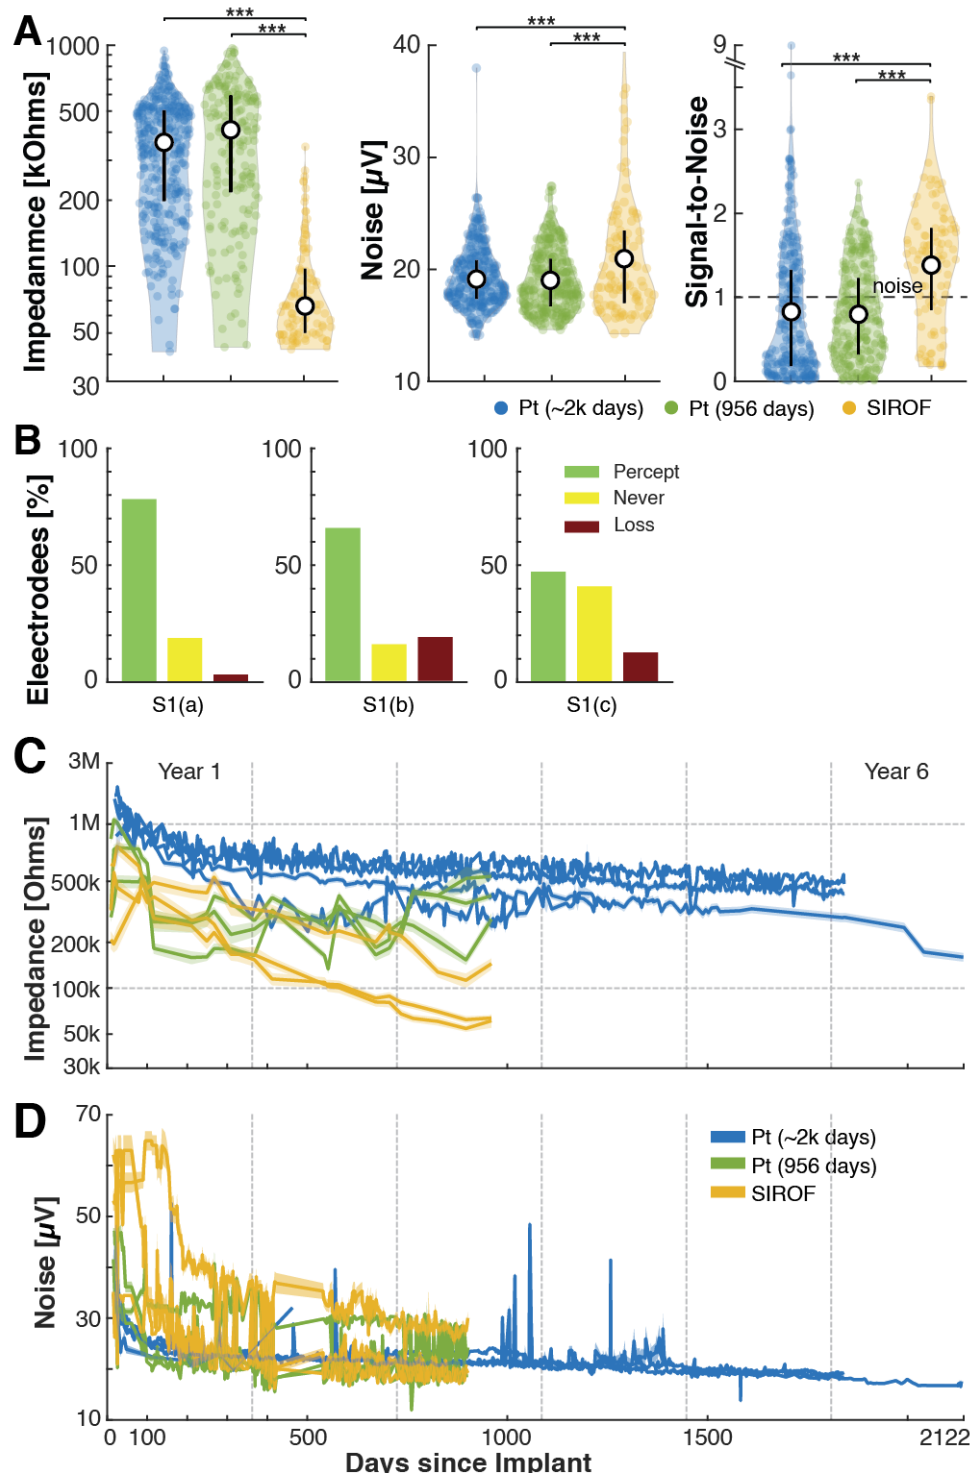 A
Impedanmce [kOhms]
1000
500
200
100
50
30
***
***
Noise [µV]
40
30
20
10
***
***
Signal-to-Noise
9
3
2
1
0
***
***
noise
Pt (~2k days)
Pt (956 days)
SIROF
B
Eleectrodees [%]
100
50
0
S1(a)
100
50
0
S1(b)
100
50
0
S1(c)
Percept
Never
Loss
C
Impedance [Ohms]
3M
1M
500k
200k
100k
50k
30k
Year 1
Year 6
D
Noise [µV]
70
50
30
10
Pt (~2k days)
Pt (956 days)
SIROF
0 100 500 1000 1500 2122
Days since Implant